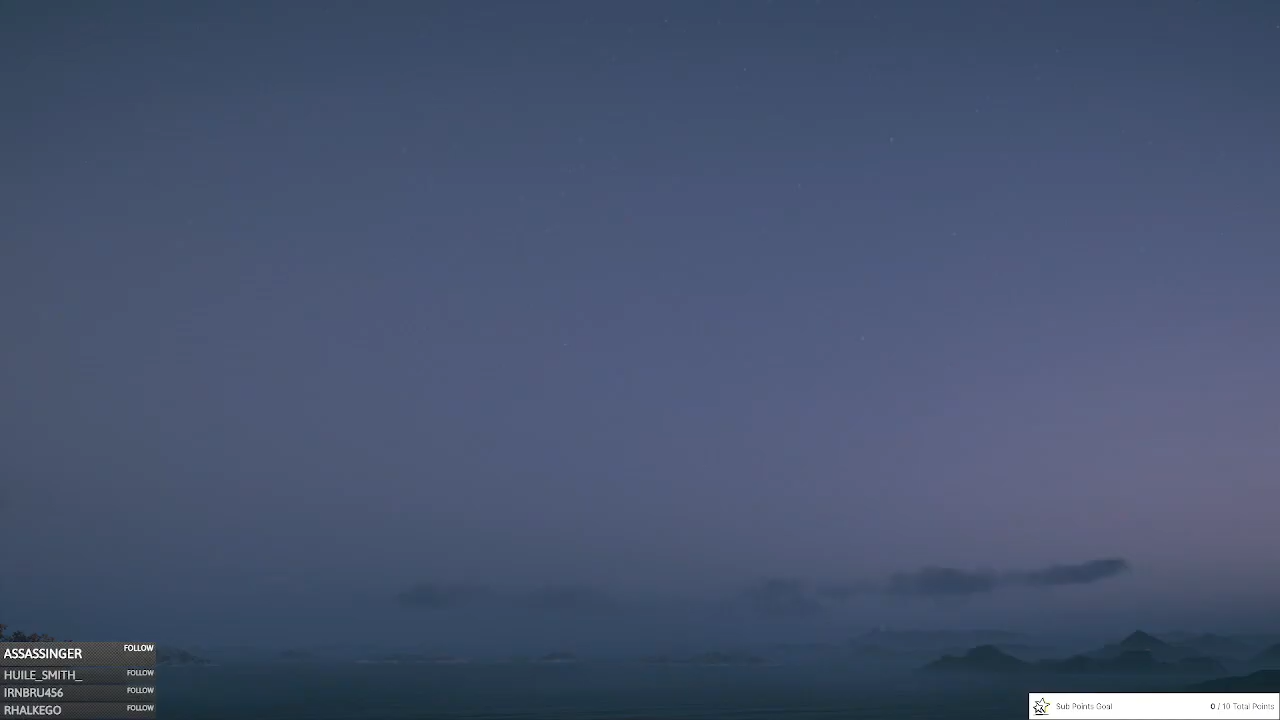 ASSASSINGER FOLLOW
HUILE_SMITH_ FOLLOW
IRNBRU456 FOLLOW
RHALKEGO FOLLOW
Sub Points Goal 0 / 10 Total Points